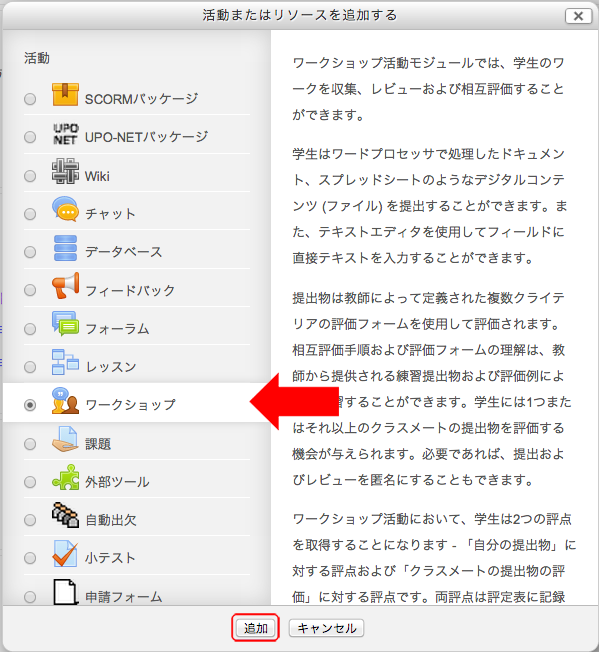 活動またはリソースを追加する
活動
SCORMパッケージ
UPO NET
UPO-NETパッケージ
Wiki
チャット
データベース
フィードバック
フォーラム
レッスン
ワークショップ
課題
外部ツール
自動出欠
小テスト
申請フォーム
ワークショップ活動モジュールでは、学生のワ
ークを収集、レビューおよび相互評価すること
ができます。
学生はワードプロセッサで処理したドキュメン
ト、スプレッドシートのようなデジタルコンテ
ンツ (ファイル) を提出することができます。ま
た、テキストエディタを使用してフィールドに
直接テキストを入力することができます。
提出物は教師によって定義された複数クライテ
リアの評価フォームを使用して評価されます。
相互評価手順および評価フォームの理解は、教
師から提供される練習提出物および評価例によ
習することができます。学生には1つまた
はそれ以上のクラスメートの提出物を評価する
機会が与えられます。必要であれば、提出およ
びレビューを匿名にすることもできます。
ワークショップ活動において、学生は2つの評点
を取得することになります - 「自分の提出物」に
対する評点および「クラスメートの提出物の評
価」に対する評点です。両評点は評定表に記録
追加
キャンセル